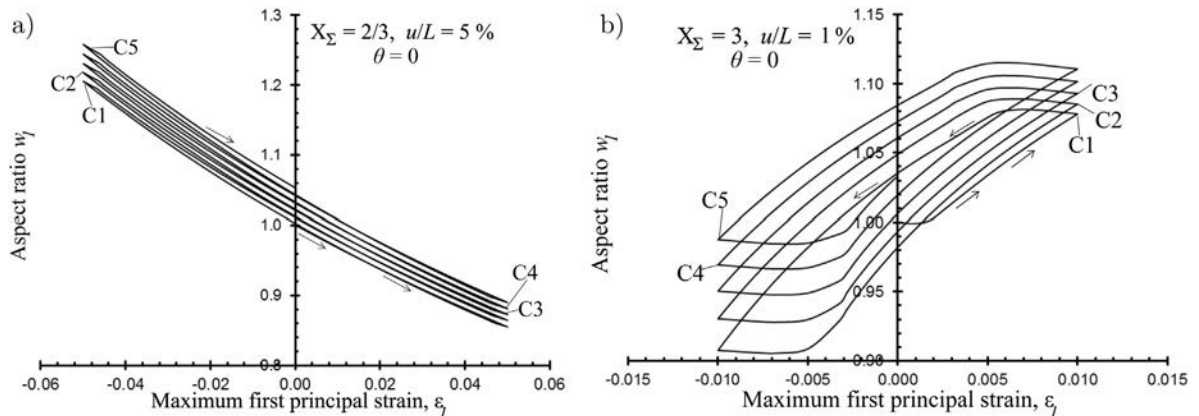 a)
X_Σ = 2/3, u/L = 5 %
θ = 0
C5
C2
C1
C4
C3
Aspect ratio w_l
1.3
1.2
1.1
1.0
0.9
0.8
-0.06 -0.04 -0.02 0.00 0.02 0.04 0.06
Maximum first principal strain, ε_l
b)
X_Σ = 3, u/L = 1 %
θ = 0
C3
C2
C1
C5
C4
Aspect ratio w_l
1.15
1.10
1.05
1.00
0.95
0.90
-0.015 -0.010 -0.005 0.000 0.005 0.010 0.015
Maximum first principal strain, ε_l